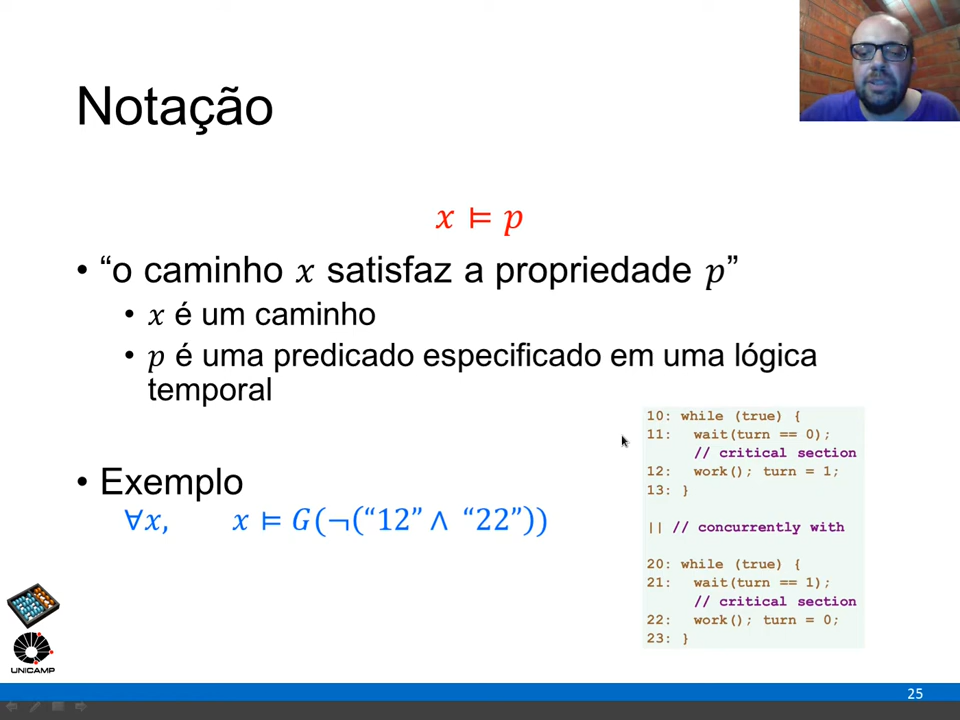 Notação
x ⊨ p
• “o caminho x satisfaz a propriedade p”
• x é um caminho
• p é uma predicado especificado em uma lógica
temporal
• Exemplo
∀x, x ⊨ G(¬(“12” ∧ “22”))
10: while (true) {
11: wait(turn == 0);
// critical section
12: work(); turn = 1;
13: }
|| // concurrently with
20: while (true) {
21: wait(turn == 1);
// critical section
22: work(); turn = 0;
23: }
UNICAMP
25